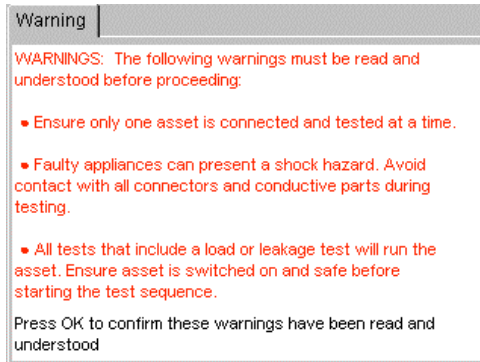 Warning
WARNINGS: The following warnings must be read and
understood before proceeding:
• Ensure only one asset is connected and tested at a time.
• Faulty appliances can present a shock hazard. Avoid
contact with all connectors and conductive parts during
testing.
• All tests that include a load or leakage test will run the
asset. Ensure asset is switched on and safe before
starting the test sequence.
Press OK to confirm these warnings have been read and
understood